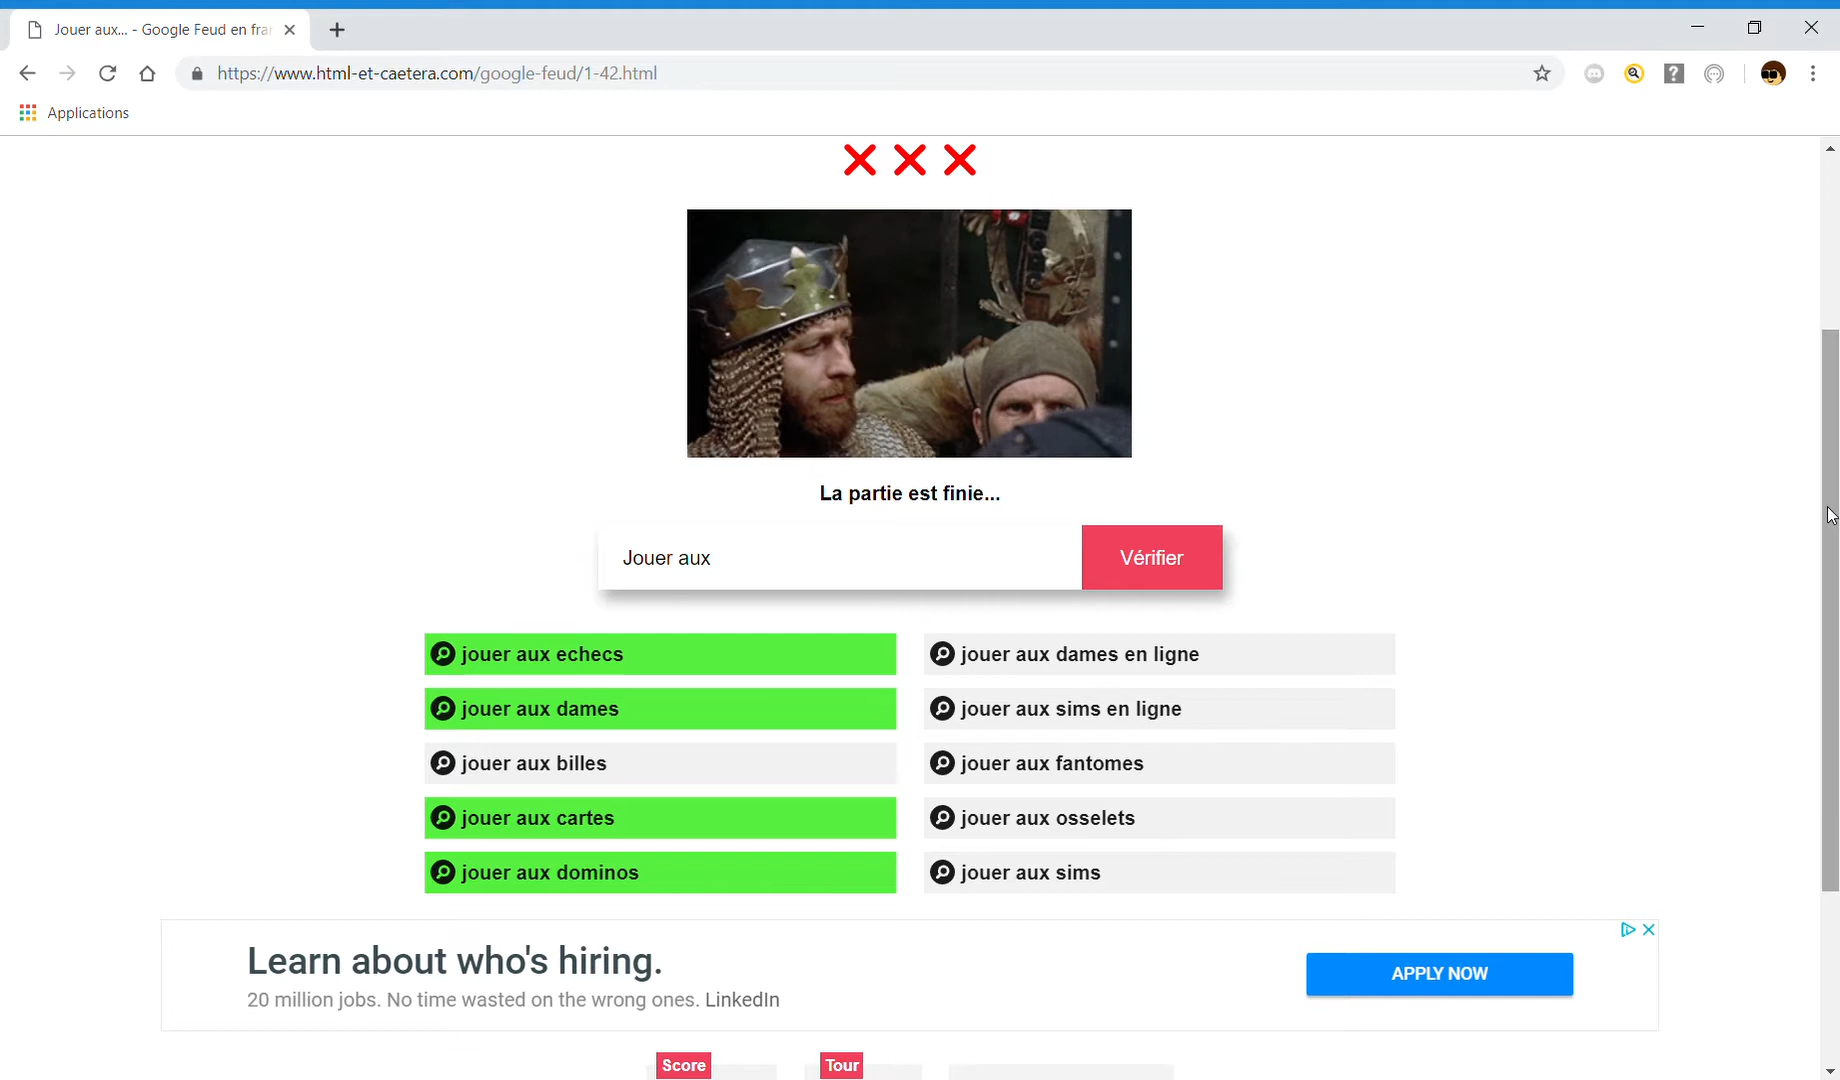 Jouer aux... - Google Feud en fra
https://www.html-et-caetera.com/google-feud/1-42.html
Applications
La partie est finie...
Jouer aux
Vérifier
jouer aux echecs
jouer aux dames
jouer aux billes
jouer aux cartes
jouer aux dominos
jouer aux dames en ligne
jouer aux sims en ligne
jouer aux fantomes
jouer aux osselets
jouer aux sims
Learn about who's hiring.
20 million jobs. No time wasted on the wrong ones. LinkedIn
APPLY NOW
Score
Tour